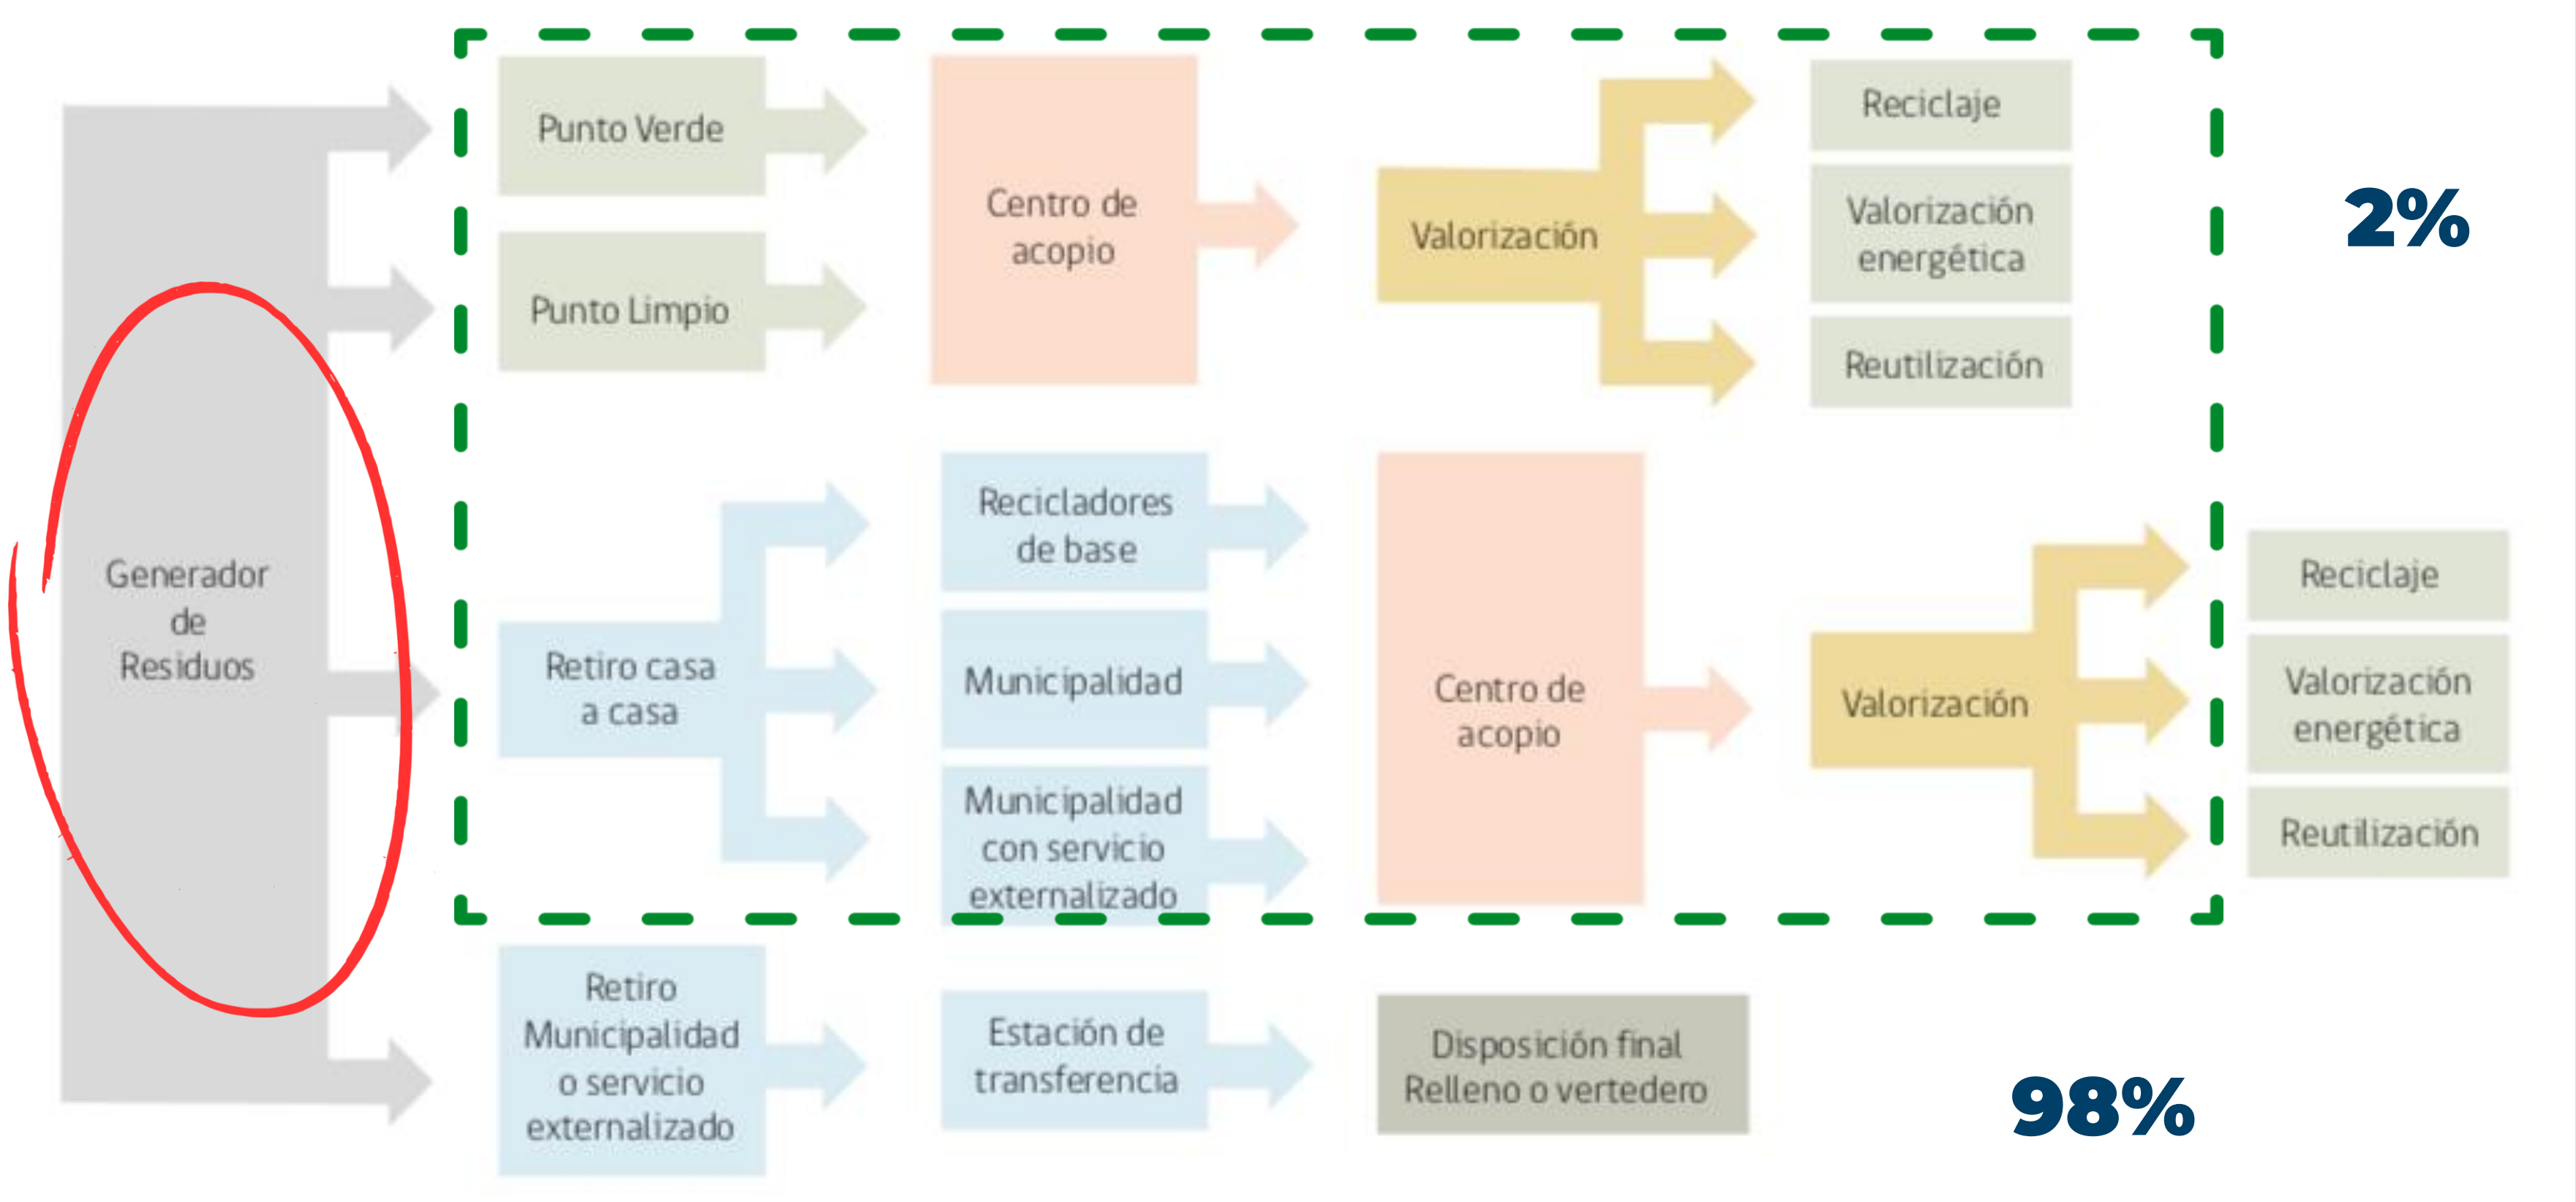 Generador
de
Residuos
Punto Verde
Punto Limpio
Centro de
acopio
Valorización
Reciclaje
Valorización
energética
Reutilización
2%
Retiro casa
a casa
Recicladores
de base
Municipalidad
Municipalidad
con servicio
externalizado
Centro de
acopio
Valorización
Reciclaje
Valorización
energética
Reutilización
Retiro
Municipalidad
o servicio
externalizado
Estación de
transferencia
Disposición final
Relleno o vertedero
98%